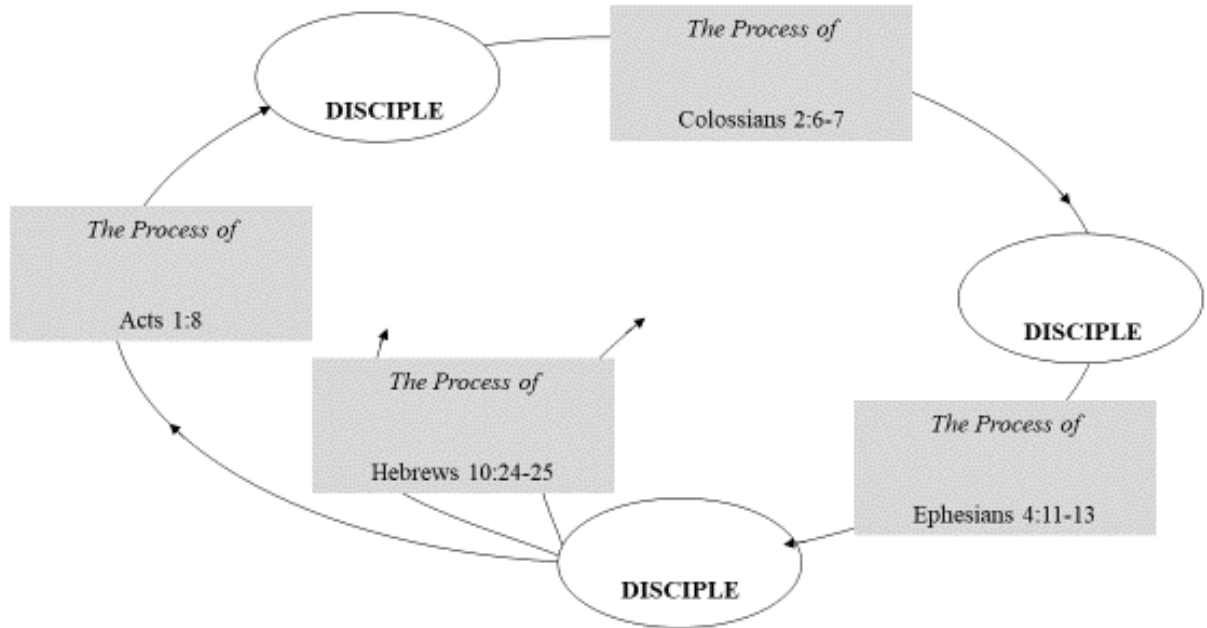 The Process of
Colossians 2:6-7
DISCIPLE
The Process of
Acts 1:8
DISCIPLE
The Process of
Hebrews 10:24-25
The Process of
Ephesians 4:11-13
DISCIPLE